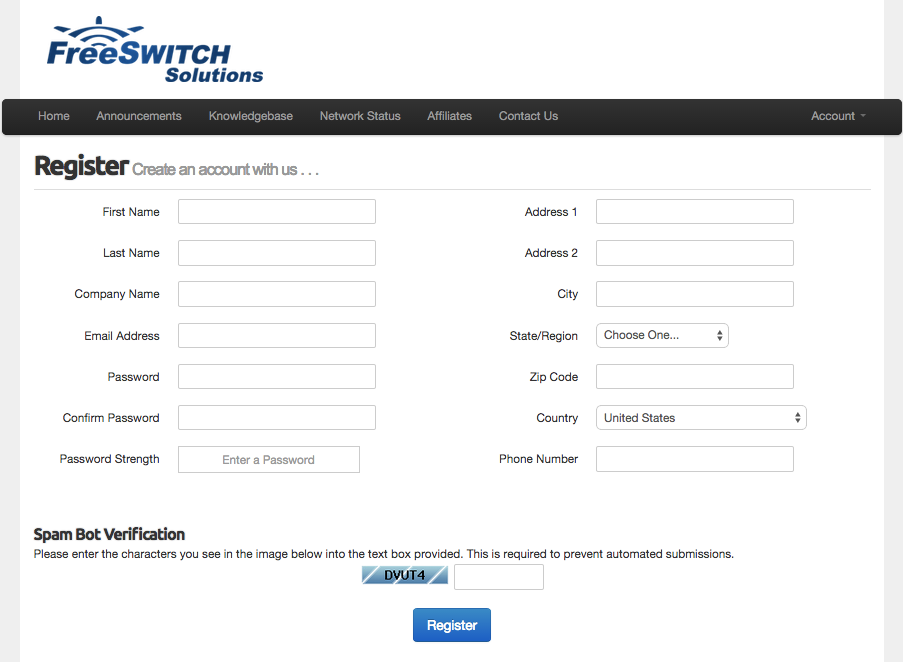 FreeSWITCH
Solutions
Home Announcements Knowledgebase Network Status Affiliates Contact Us Account
Register Create an account with us . . .
First Name
Address 1
Last Name
Address 2
Company Name
City
Email Address
State/Region Choose One...
Password
Zip Code
Confirm Password
Country United States
Password Strength Enter a Password
Phone Number
Spam Bot Verification
Please enter the characters you see in the image below into the text box provided. This is required to prevent automated submissions.
DVUT4
Register